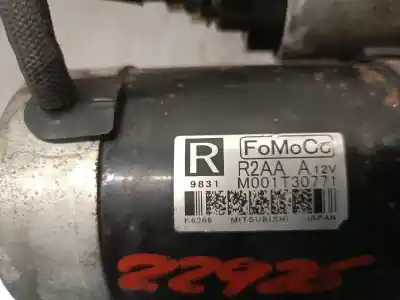 R FoMoCo
R2AA A 12V
9831 M001T30771
K6266 MITSUBISHI JAPAN
22925